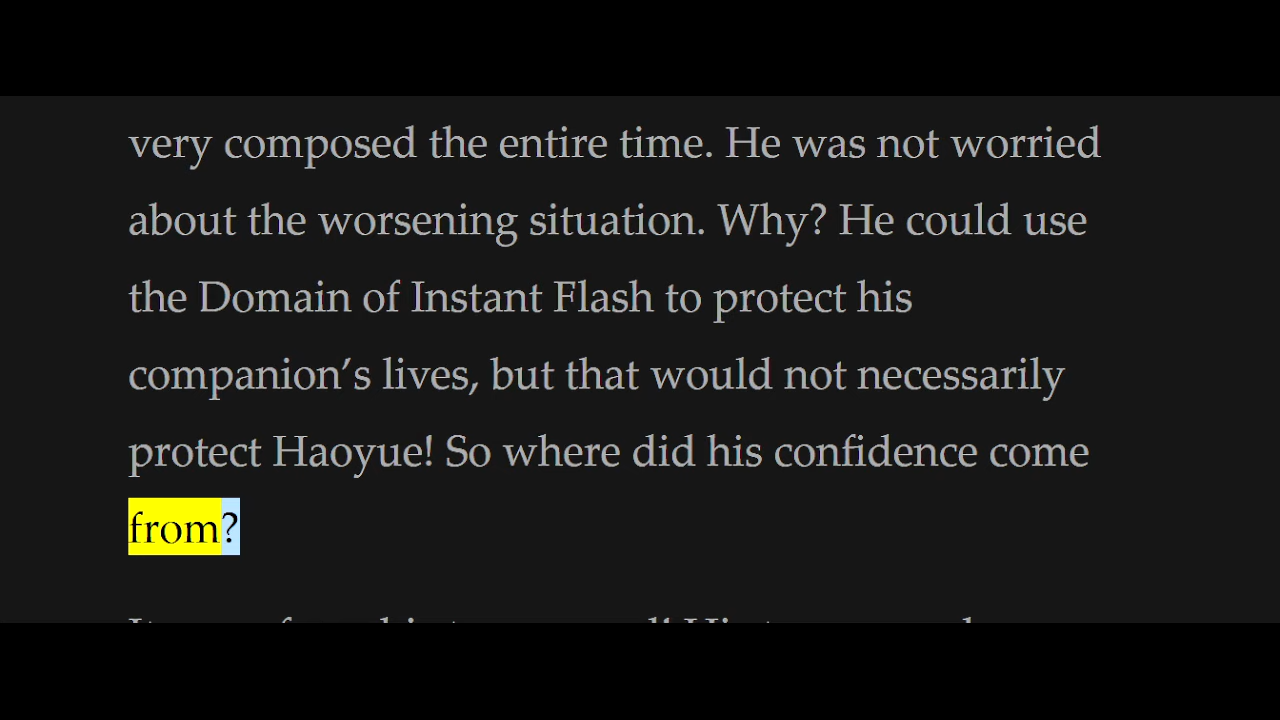 very composed the entire time. He was not worried
about the worsening situation. Why? He could use
the Domain of Instant Flash to protect his
companion’s lives, but that would not necessarily
protect Haoyue! So where did his confidence come
from?